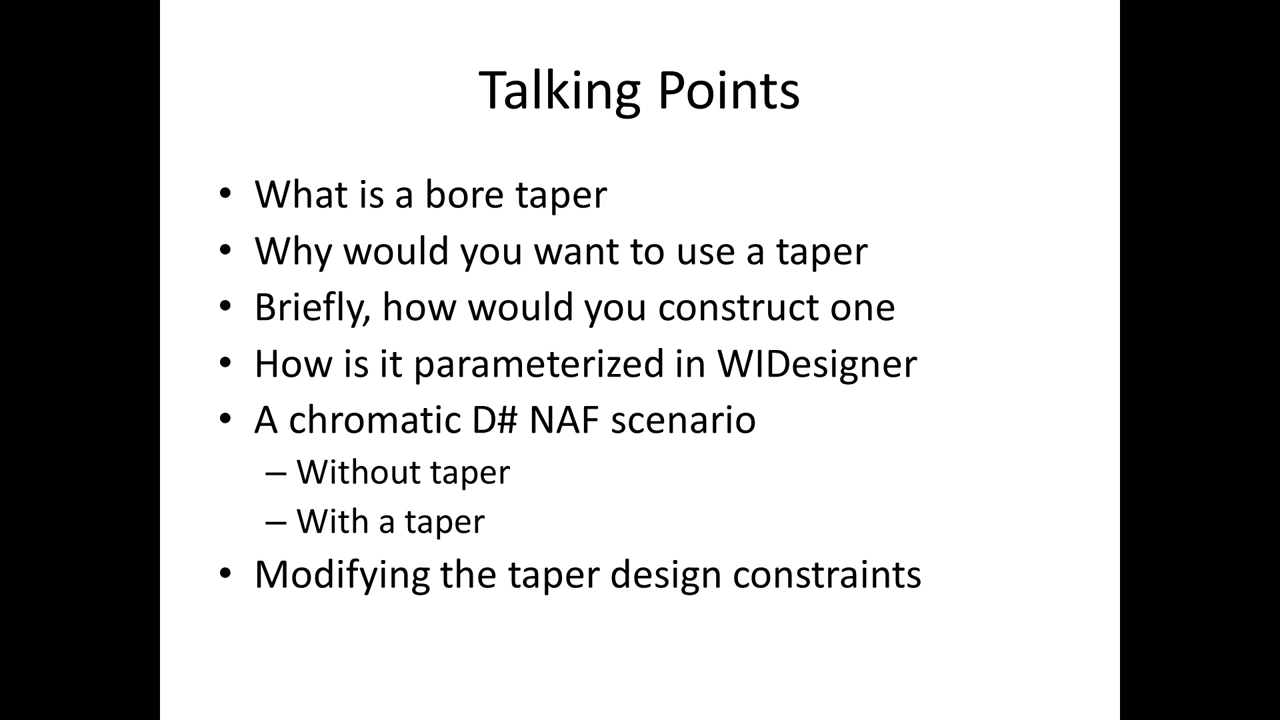 Talking Points
• What is a bore taper
• Why would you want to use a taper
• Briefly, how would you construct one
• How is it parameterized in WIDesigner
• A chromatic D# NAF scenario
– Without taper
– With a taper
• Modifying the taper design constraints